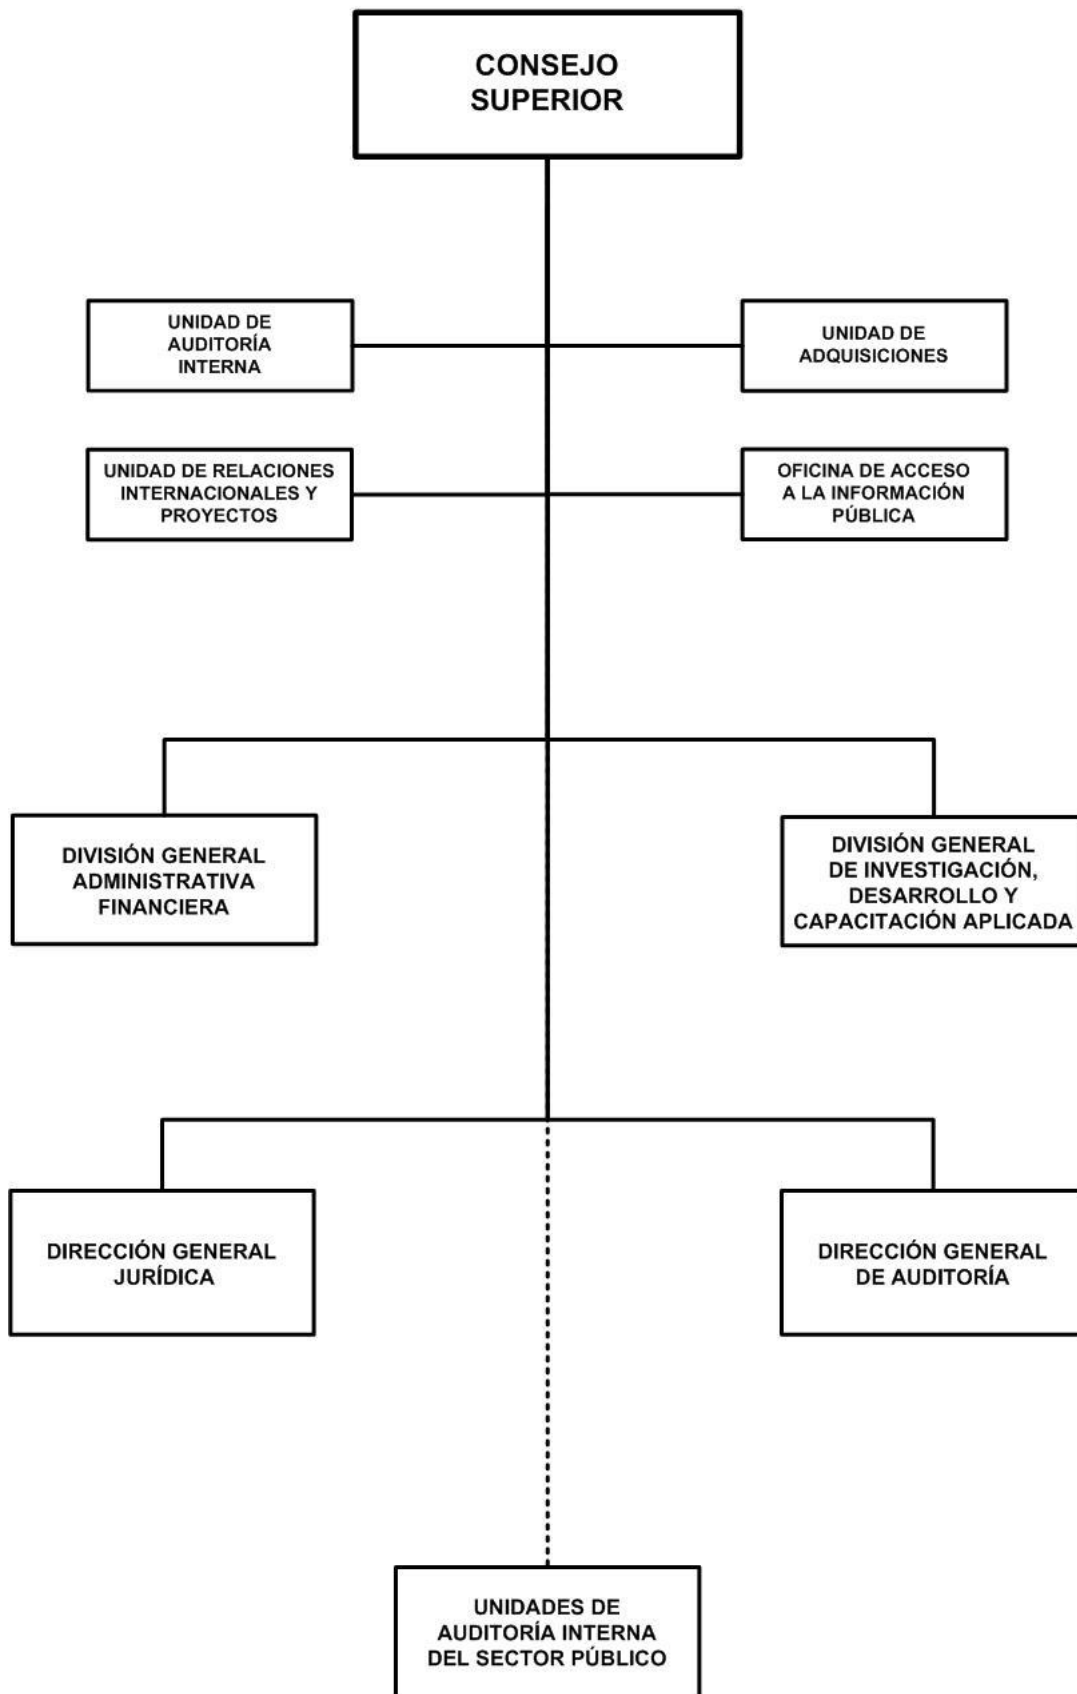 CONSEJO
SUPERIOR
UNIDAD DE
AUDITORÍA
INTERNA
UNIDAD DE
ADQUISICIONES
UNIDAD DE RELACIONES
INTERNACIONALES Y
PROYECTOS
OFICINA DE ACCESO
A LA INFORMACIÓN
PÚBLICA
DIVISIÓN GENERAL
ADMINISTRATIVA
FINANCIERA
DIVISIÓN GENERAL
DE INVESTIGACIÓN,
DESARROLLO Y
CAPACITACIÓN APLICADA
DIRECCIÓN GENERAL
JURÍDICA
DIRECCIÓN GENERAL
DE AUDITORÍA
UNIDADES DE
AUDITORÍA INTERNA
DEL SECTOR PÚBLICO